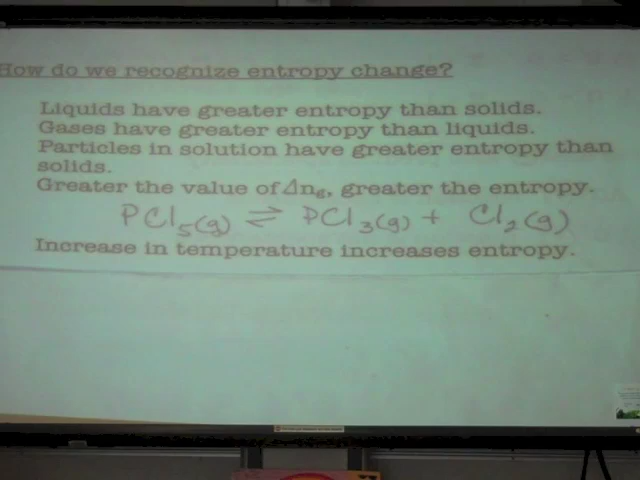 How do we recognize entropy change?
Liquids have greater entropy than solids.
Gases have greater entropy than liquids.
Particles in solution have greater entropy than
solids.
Greater the value of Δng, greater the entropy.
PCl5(g) ⇌ PCl3(g) + Cl2(g)
Increase in temperature increases entropy.